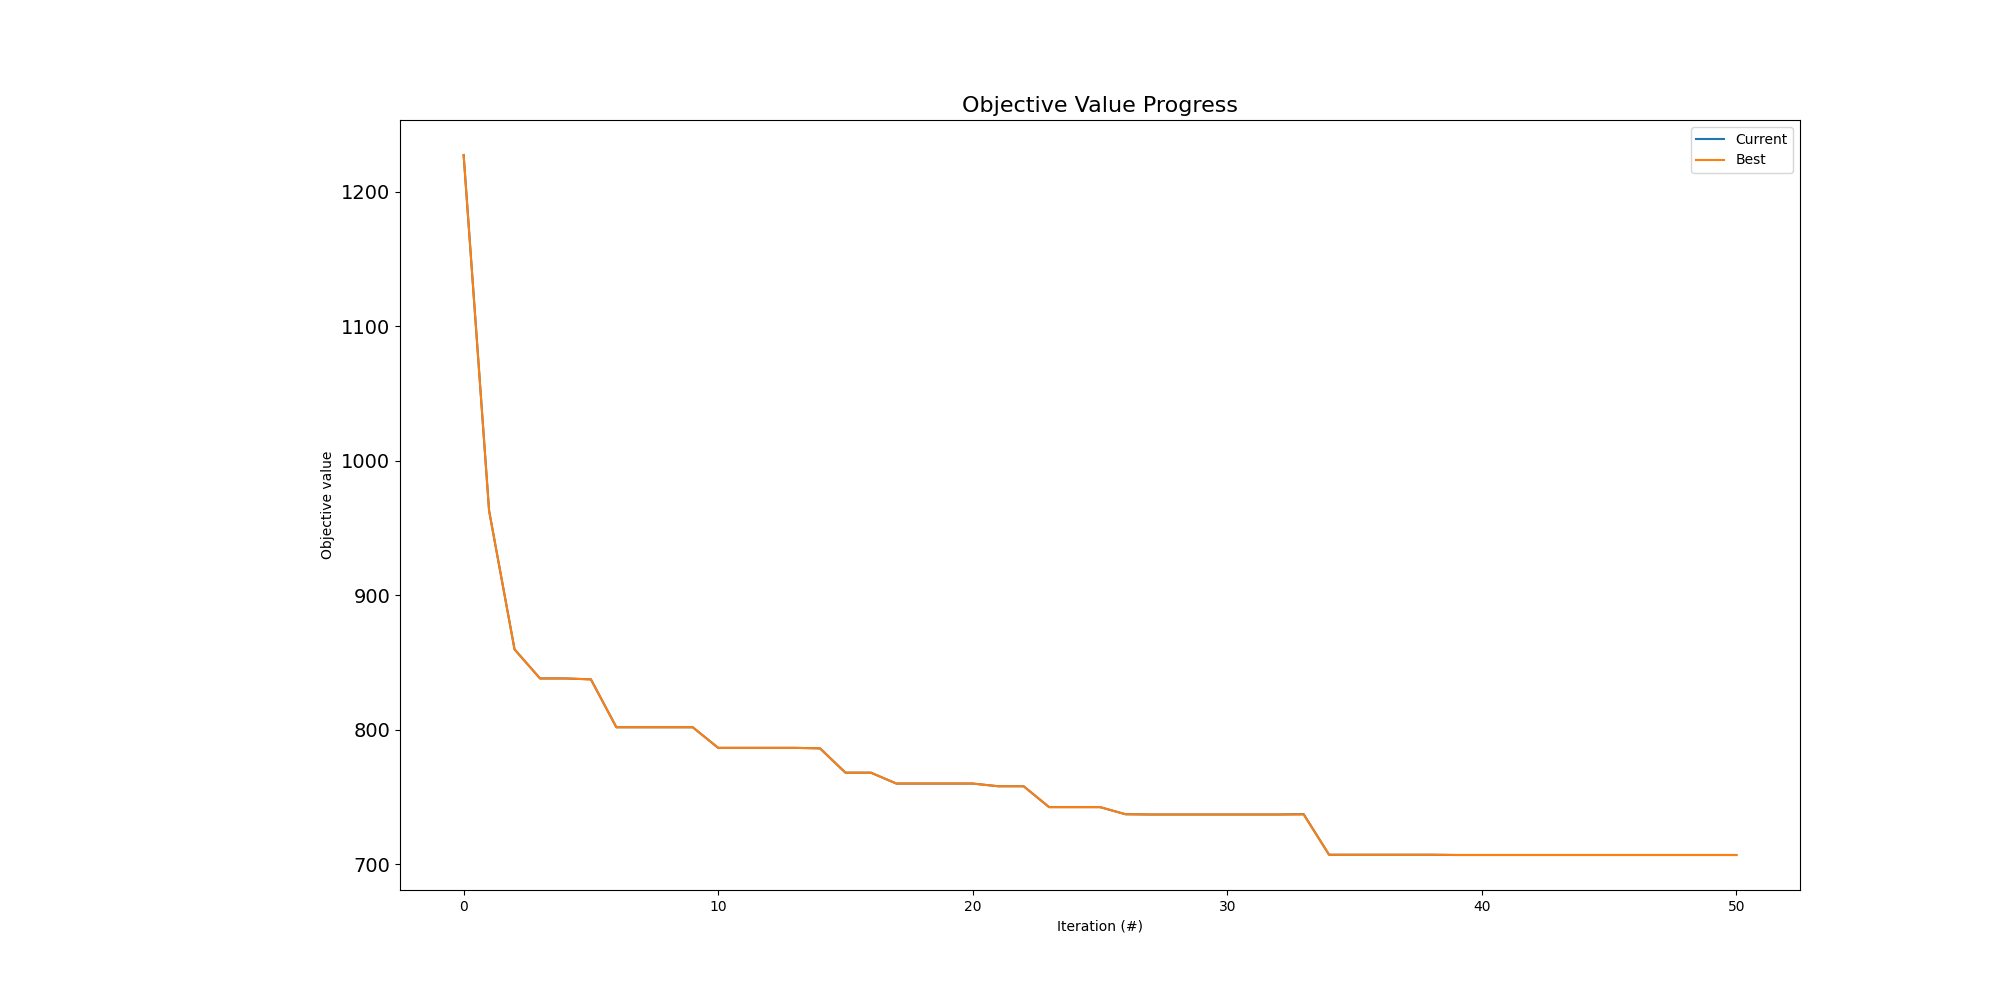 Objective Value Progress
Current
Best
1200
1100
1000
900
800
700
Objective value
0 10 20 30 40 50
Iteration (#)